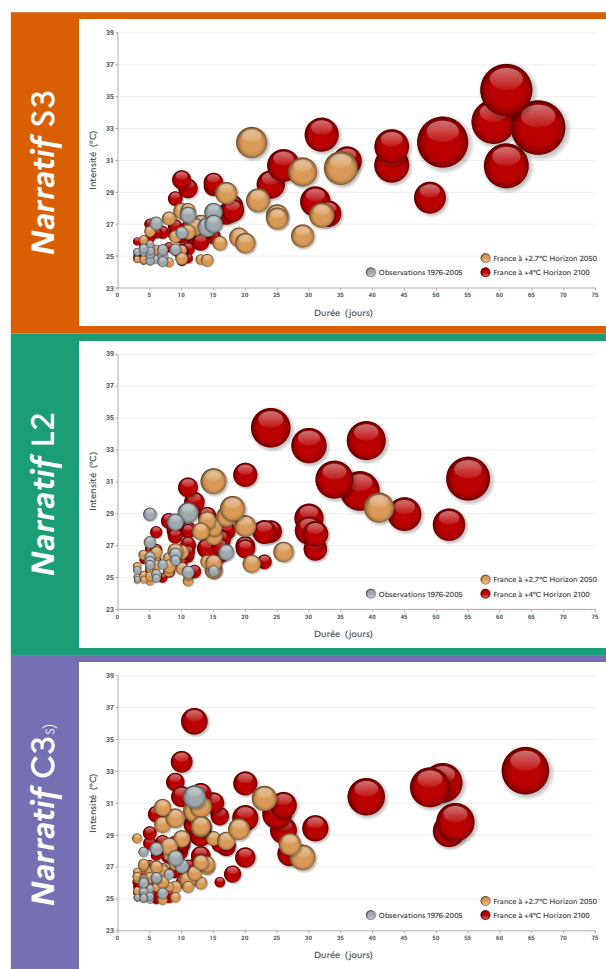 Narratif S3
39
37
35
33
31
29
27
25
23
Intensité (°C)
0 5 10 15 20 25 30 35 40 45 50 55 60 65 70 75
Durée (jours)
France à +2.7°C Horizon 2050
Observations 1976-2005
France à +4°C Horizon 2100
Narratif L2
39
37
35
33
31
29
27
25
23
Intensité (°C)
0 5 10 15 20 25 30 35 40 45 50 55 60 65 70 75
Durée (jours)
France à +2.7°C Horizon 2050
Observations 1976-2005
France à +4°C Horizon 2100
Narratif C3s)
39
37
35
33
31
29
27
25
23
Intensité (°C)
0 5 10 15 20 25 30 35 40 45 50 55 60 65 70 75
Durée (jours)
France à +2.7°C Horizon 2050
Observations 1976-2005
France à +4°C Horizon 2100